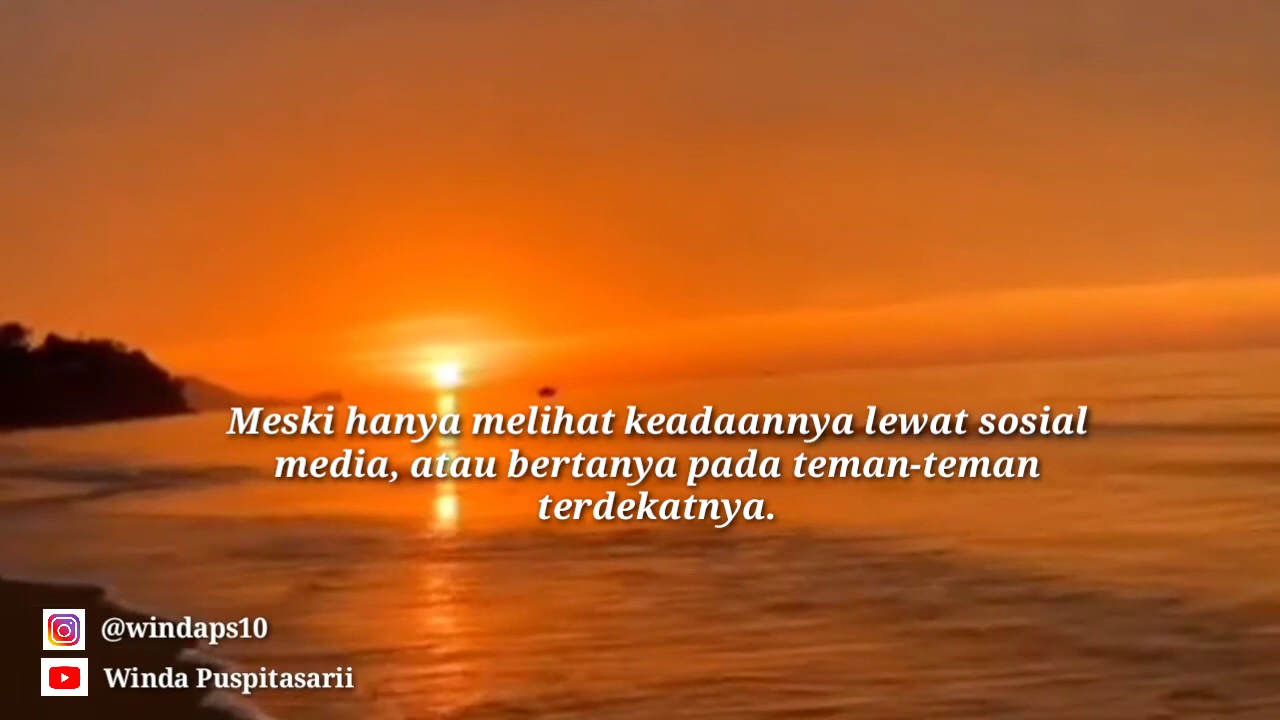 Meski hanya melihat keadaannya lewat sosial
media, atau bertanya pada teman-teman
terdekatnya.
@windaps10
Winda Puspitasarii